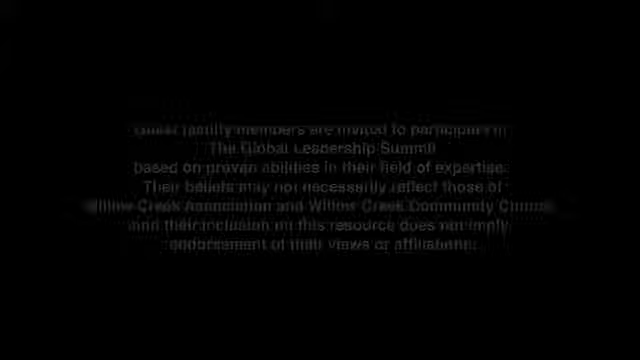 Guest faculty members are invited to participate in
The Global Leadership Summit
based on proven abilities in their field of expertise.
Their beliefs may not necessarily reflect those of
Willow Creek Association and Willow Creek Community Church
and their inclusion on this resource does not imply
endorsement of their views or affiliations.